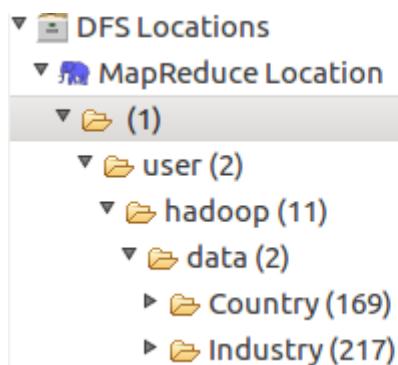 DFS Locations
MapReduce Location
(1)
user (2)
hadoop (11)
data (2)
Country (169)
Industry (217)